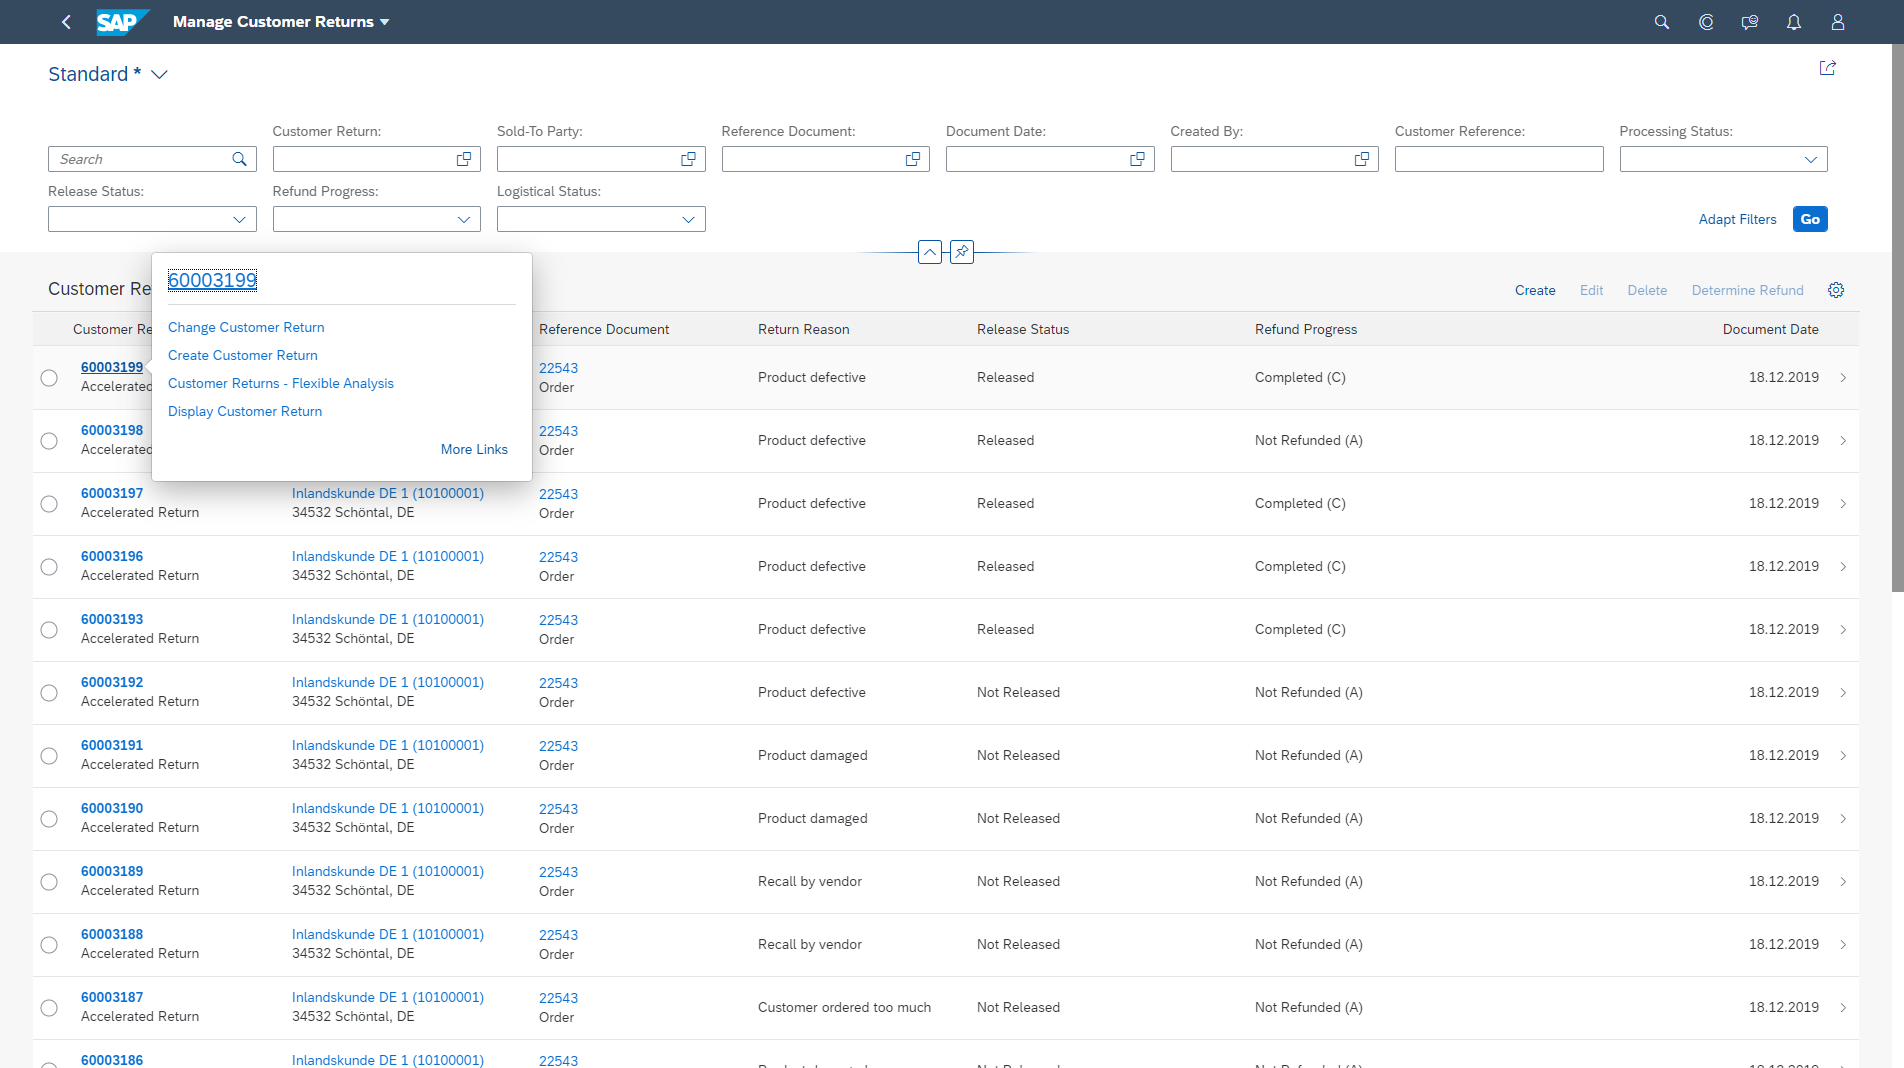 SAP Manage Customer Returns
Standard *
Customer Return: Sold-To Party: Reference Document: Document Date: Created By: Customer Reference: Processing Status:
Search
Release Status: Refund Progress: Logistical Status:
Adapt Filters Go
60003199
Change Customer Return
Create Customer Return
Customer Returns - Flexible Analysis
Display Customer Return
More Links
Customer Re Create Edit Delete Determine Refund
Customer Re Reference Document Return Reason Release Status Refund Progress Document Date
60003199 22543
Accelerated Order Product defective Released Completed (C) 18.12.2019
60003198 22543
Accelerated Order Product defective Released Not Refunded (A) 18.12.2019
60003197 Inlandskunde DE 1 (10100001) 22543
Accelerated Return 34532 Schöntal, DE Order Product defective Released Completed (C) 18.12.2019
60003196 Inlandskunde DE 1 (10100001) 22543
Accelerated Return 34532 Schöntal, DE Order Product defective Released Completed (C) 18.12.2019
60003193 Inlandskunde DE 1 (10100001) 22543
Accelerated Return 34532 Schöntal, DE Order Product defective Released Completed (C) 18.12.2019
60003192 Inlandskunde DE 1 (10100001) 22543
Accelerated Return 34532 Schöntal, DE Order Product defective Not Released Not Refunded (A) 18.12.2019
60003191 Inlandskunde DE 1 (10100001) 22543
Accelerated Return 34532 Schöntal, DE Order Product damaged Not Released Not Refunded (A) 18.12.2019
60003190 Inlandskunde DE 1 (10100001) 22543
Accelerated Return 34532 Schöntal, DE Order Product damaged Not Released Not Refunded (A) 18.12.2019
60003189 Inlandskunde DE 1 (10100001) 22543
Accelerated Return 34532 Schöntal, DE Order Recall by vendor Not Released Not Refunded (A) 18.12.2019
60003188 Inlandskunde DE 1 (10100001) 22543
Accelerated Return 34532 Schöntal, DE Order Recall by vendor Not Released Not Refunded (A) 18.12.2019
60003187 Inlandskunde DE 1 (10100001) 22543
Accelerated Return 34532 Schöntal, DE Order Customer ordered too much Not Released Not Refunded (A) 18.12.2019
60003186 Inlandskunde DE 1 (10100001) 22543